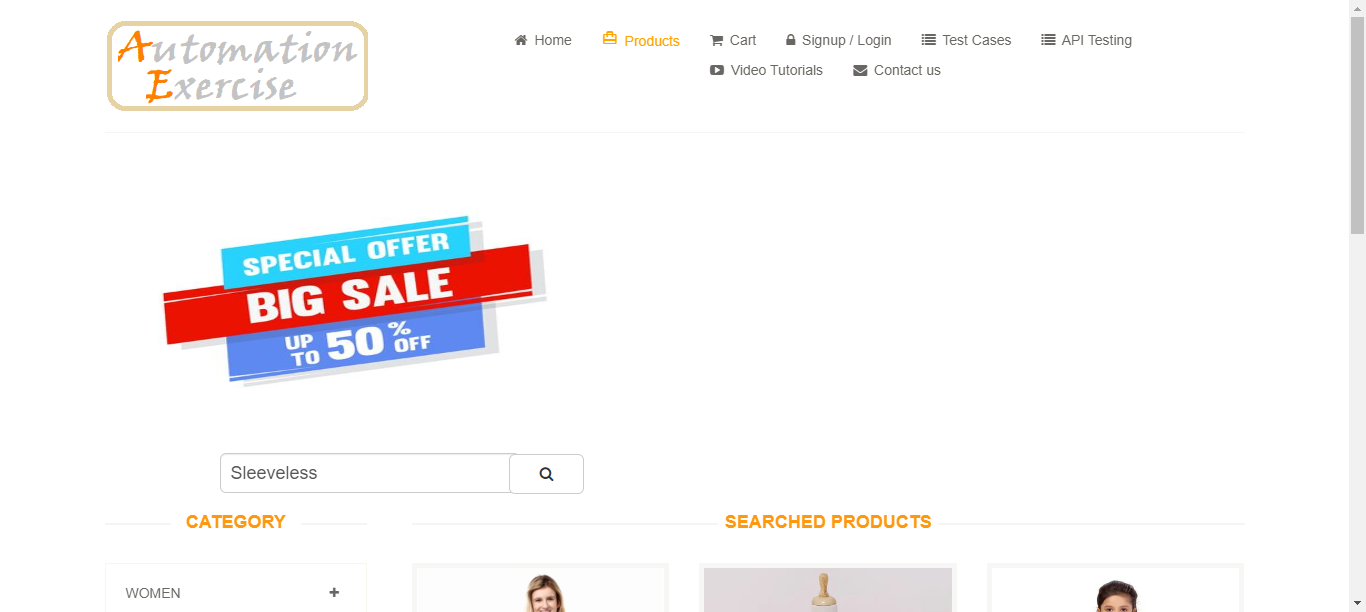 Automation
Exercise
Home Products Cart Signup / Login Test Cases API Testing
Video Tutorials Contact us
SPECIAL OFFER
BIG SALE
UP TO 50% OFF
Sleeveless
CATEGORY
SEARCHED PRODUCTS
WOMEN +